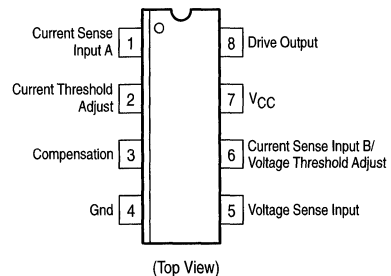 Current Sense
Input A
1
8
Drive Output
Current Threshold
Adjust
2
7
VCC
Compensation
3
6
Current Sense Input B/
Voltage Threshold Adjust
Gnd
4
5
Voltage Sense Input
(Top View)